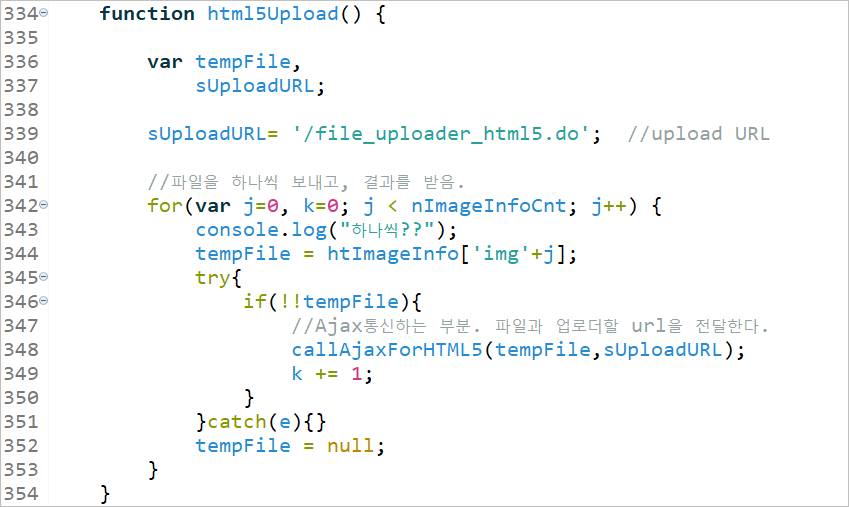 334 function html5Upload() {
335
336 var tempFile,
337 sUploadURL;
338
339 sUploadURL= '/file_uploader_html5.do'; //upload URL
340
341 //파일을 하나씩 보내고, 결과를 받음.
342 for(var j=0, k=0; j < nImageInfoCnt; j++) {
343 console.log("하나씩??");
344 tempFile = htImageInfo['img'+j];
345 try{
346 if(!!tempFile){
347 //Ajax통신하는 부분. 파일과 업로더할 url을 전달한다.
348 callAjaxForHTML5(tempFile,sUploadURL);
349 k += 1;
350 }
351 }catch(e){}
352 tempFile = null;
353 }
354 }